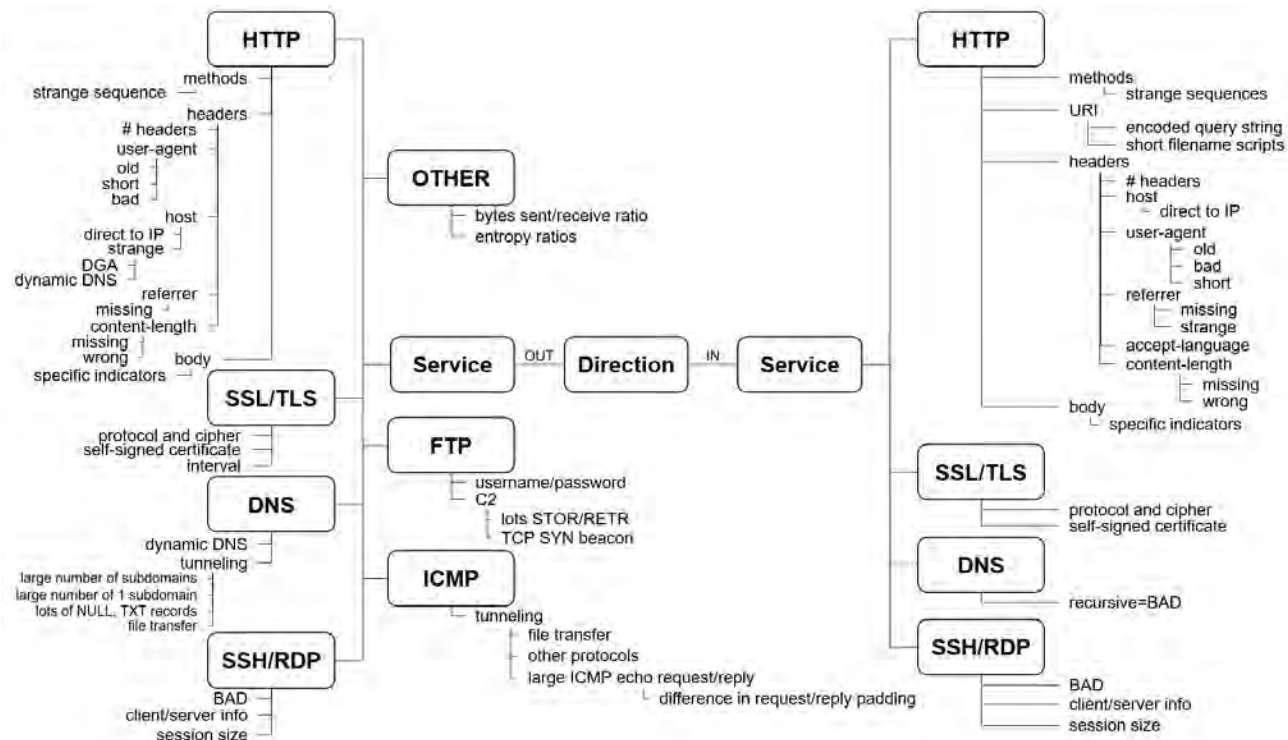 HTTP
methods
strange sequence
headers
# headers
user-agent
old
short
bad
host
direct to IP
strange
DGA
dynamic DNS
referrer
missing
content-length
missing
wrong
body
specific indicators
SSL/TLS
protocol and cipher
self-signed certificate
interval
DNS
dynamic DNS
tunneling
large number of subdomains
large number of 1 subdomain
lots of NULL, TXT records
file transfer
SSH/RDP
BAD
client/server info
session size
OTHER
bytes sent/receive ratio
entropy ratios
Service
OUT
Direction
IN
Service
FTP
username/password
C2
lots STOR/RETR
TCP SYN beacon
ICMP
tunneling
file transfer
other protocols
large ICMP echo request/reply
difference in request/reply padding
HTTP
methods
strange sequences
URI
encoded query string
short filename scripts
headers
# headers
host
direct to IP
user-agent
old
bad
short
referrer
missing
strange
accept-language
content-length
missing
wrong
body
specific indicators
SSL/TLS
protocol and cipher
self-signed certificate
DNS
recursive=BAD
SSH/RDP
BAD
client/server info
session size